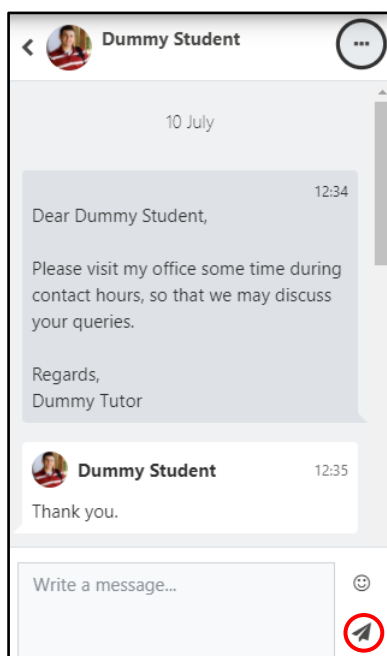 Dummy Student
10 July
12:34
Dear Dummy Student,
Please visit my office some time during
contact hours, so that we may discuss
your queries.
Regards,
Dummy Tutor
Dummy Student 12:35
Thank you.
Write a message...